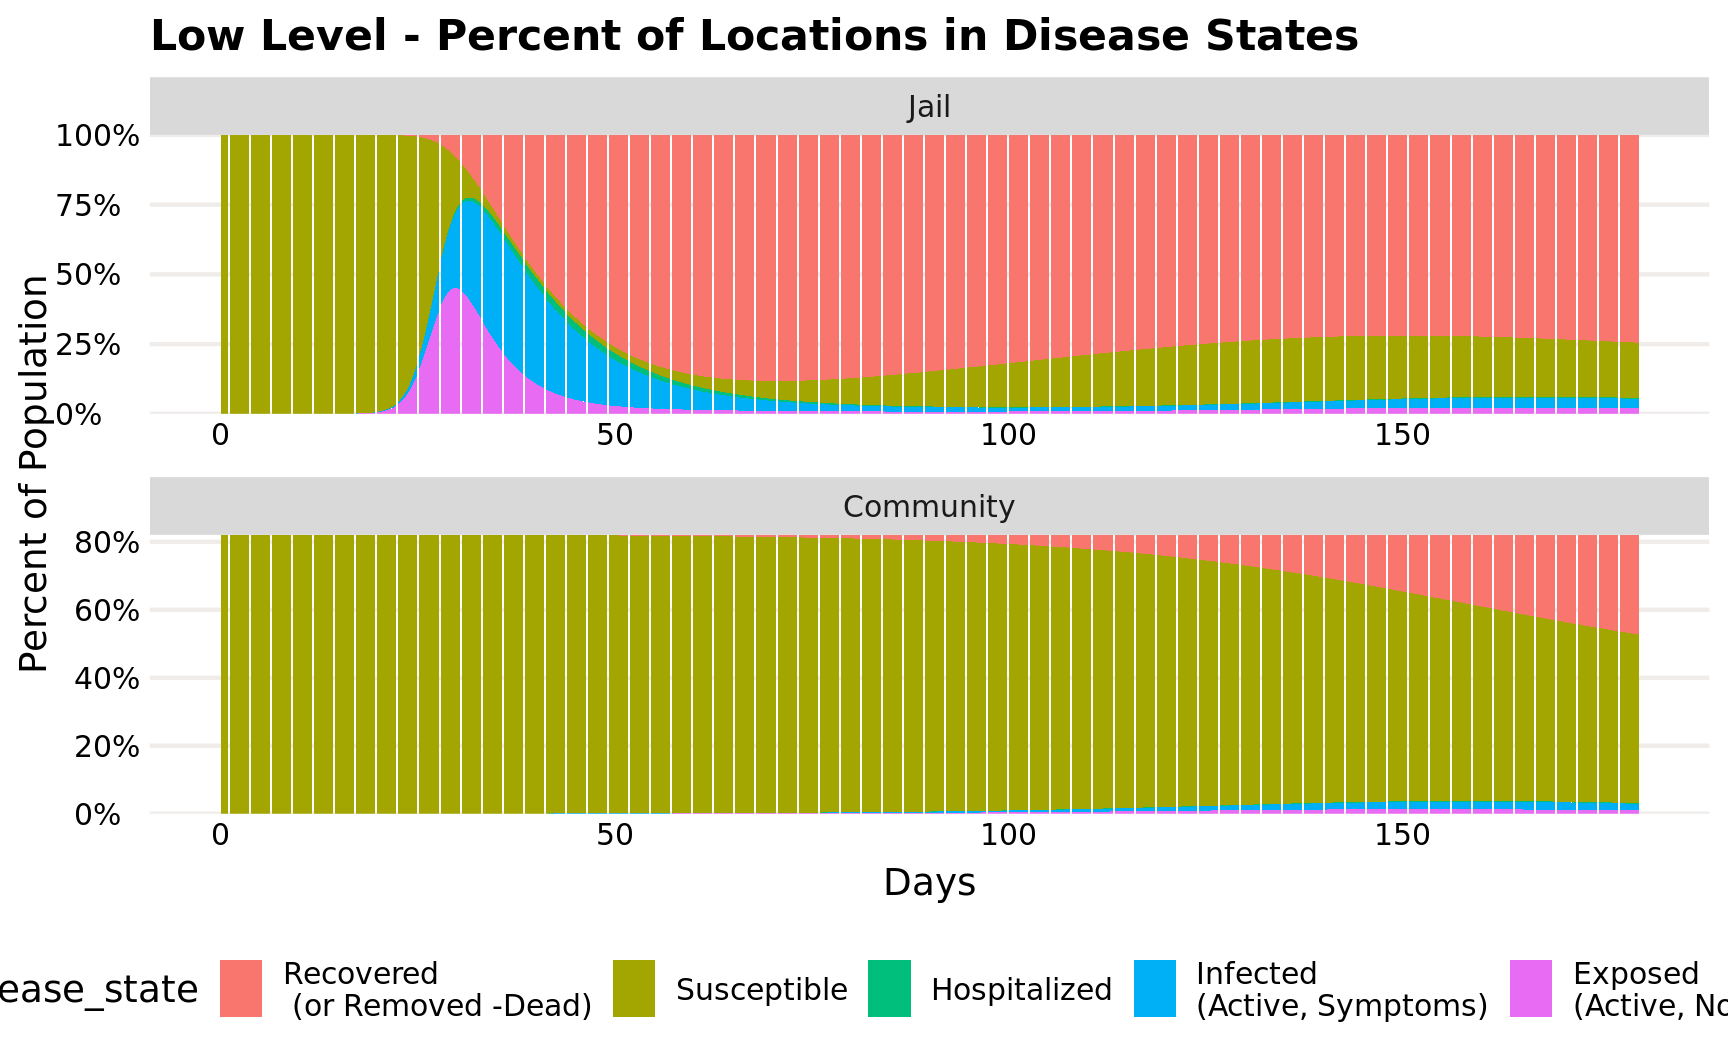 Low Level - Percent of Locations in Disease States
Jail
100%
75%
50%
25%
0%
0 50 100 150
Percent of Population
Community
80%
60%
40%
20%
0%
0 50 100 150
Days
ease_state
Recovered
(or Removed -Dead)
Susceptible
Hospitalized
Infected
(Active, Symptoms)
Exposed
(Active, No